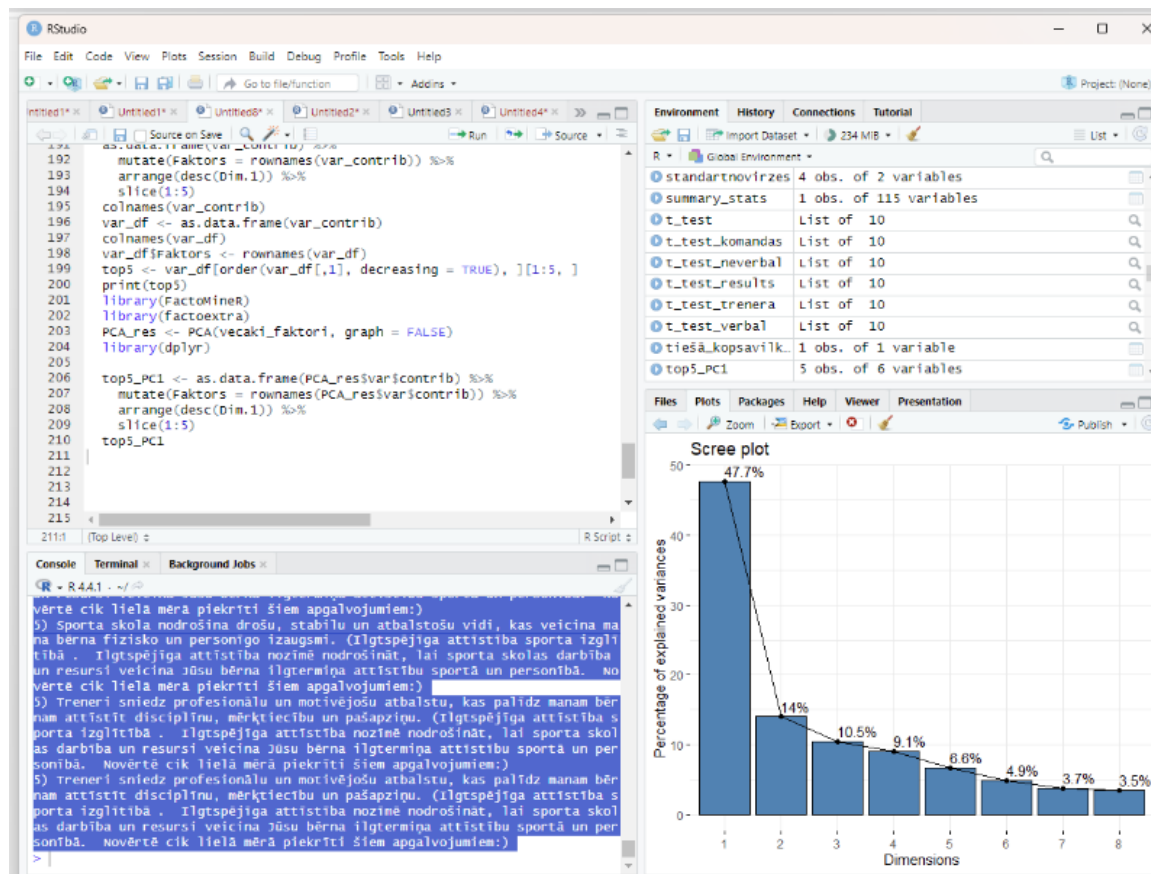 RStudio
File Edit Code View Plots Session Build Debug Profile Tools Help
Go to file/function Addins
Project: (None)
ntitled1* Untitled1* Untitled8* Untitled2* Untitled3 Untitled4*
Source on Save Run Source
191 as.data.frame(var_contrib) %>%
192 mutate(Faktors = rownames(var_contrib)) %>%
193 arrange(desc(Dim.1)) %>%
194 slice(1:5)
195 colnames(var_contrib)
196 var_df <- as.data.frame(var_contrib)
197 colnames(var_df)
198 var_df$Faktors <- rownames(var_df)
199 top5 <- var_df[order(var_df[,1], decreasing = TRUE), ][1:5, ]
200 print(top5)
201 library(FactoMineR)
202 library(factoextra)
203 PCA_res <- PCA(vecaki_faktori, graph = FALSE)
204 library(dplyr)
205
206 top5_PC1 <- as.data.frame(PCA_res$var$contrib) %>%
207 mutate(Faktors = rownames(PCA_res$var$contrib)) %>%
208 arrange(desc(Dim.1)) %>%
209 slice(1:5)
210 top5_PC1
211
212
213
214
215
211:1 (Top Level) R Script
Console Terminal Background Jobs
R 4.4.1 · ~/
vērtē cik lielā mērā piekrīti šiem apgalvojumiem:)
5) Sporta skola nodrošina drošu, stabilu un atbalstošu vidi, kas veicina ma
na bērna fizisko un personīgo izaugsmi. (Ilgtspējīga attīstība sporta izglī
tībā . Ilgtspējīga attīstība nozīmē nodrošināt, lai sporta skolas darbība
un resursi veicina Jūsu bērna ilgtermiņa attīstību sportā un personībā. No
vērtē cik lielā mērā piekrīti šiem apgalvojumiem:)
5) Treneri sniedz profesionālu un motivējošu atbalstu, kas palīdz manam bēr
nam attīstīt disciplīnu, mērķtiecību un pašapziņu. (Ilgtspējīga attīstība s
porta izglītībā . Ilgtspējīga attīstība nozīmē nodrošināt, lai sporta skol
as darbība un resursi veicina Jūsu bērna ilgtermiņa attīstību sportā un per
sonībā. Novērtē cik lielā mērā piekrīti šiem apgalvojumiem:)
5) Treneri sniedz profesionālu un motivējošu atbalstu, kas palīdz manam bēr
nam attīstīt disciplīnu, mērķtiecību un pašapziņu. (Ilgtspējīga attīstība s
porta izglītībā . Ilgtspējīga attīstība nozīmē nodrošināt, lai sporta skol
as darbība un resursi veicina Jūsu bērna ilgtermiņa attīstību sportā un per
sonībā. Novērtē cik lielā mērā piekrīti šiem apgalvojumiem:)
>
Environment History Connections Tutorial
Import Dataset 234 MiB List
R Global Environment
standartnovirzes 4 obs. of 2 variables
summary_stats 1 obs. of 115 variables
t_test List of 10
t_test_komandas List of 10
t_test_neverbal List of 10
t_test_results List of 10
t_test_trenera List of 10
t_test_verbal List of 10
tiešā_kopsavilk… 1 obs. of 1 variable
top5_PC1 5 obs. of 6 variables
Files Plots Packages Help Viewer Presentation
Zoom Export Publish
Scree plot
Percentage of explained variances
50
40
30
20
10
0
47.7%
14%
10.5%
9.1%
6.6%
4.9%
3.7%
3.5%
1 2 3 4 5 6 7 8
Dimensions